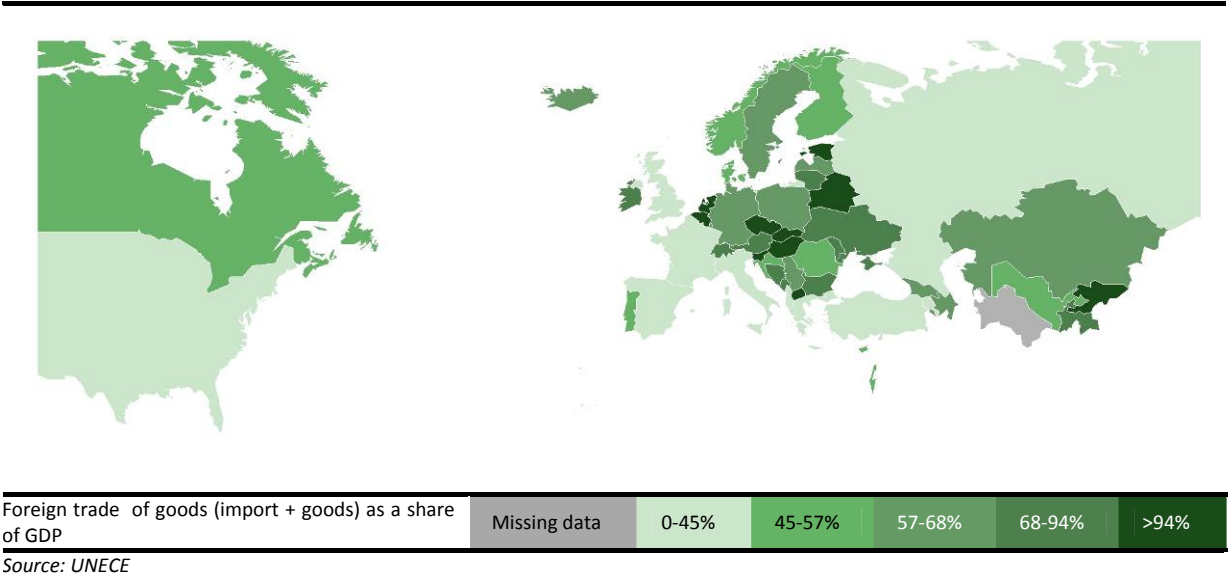 Foreign trade of goods (import + goods) as a share
of GDP
Missing data
0-45%
45-57%
57-68%
68-94%
>94%
Source: UNECE